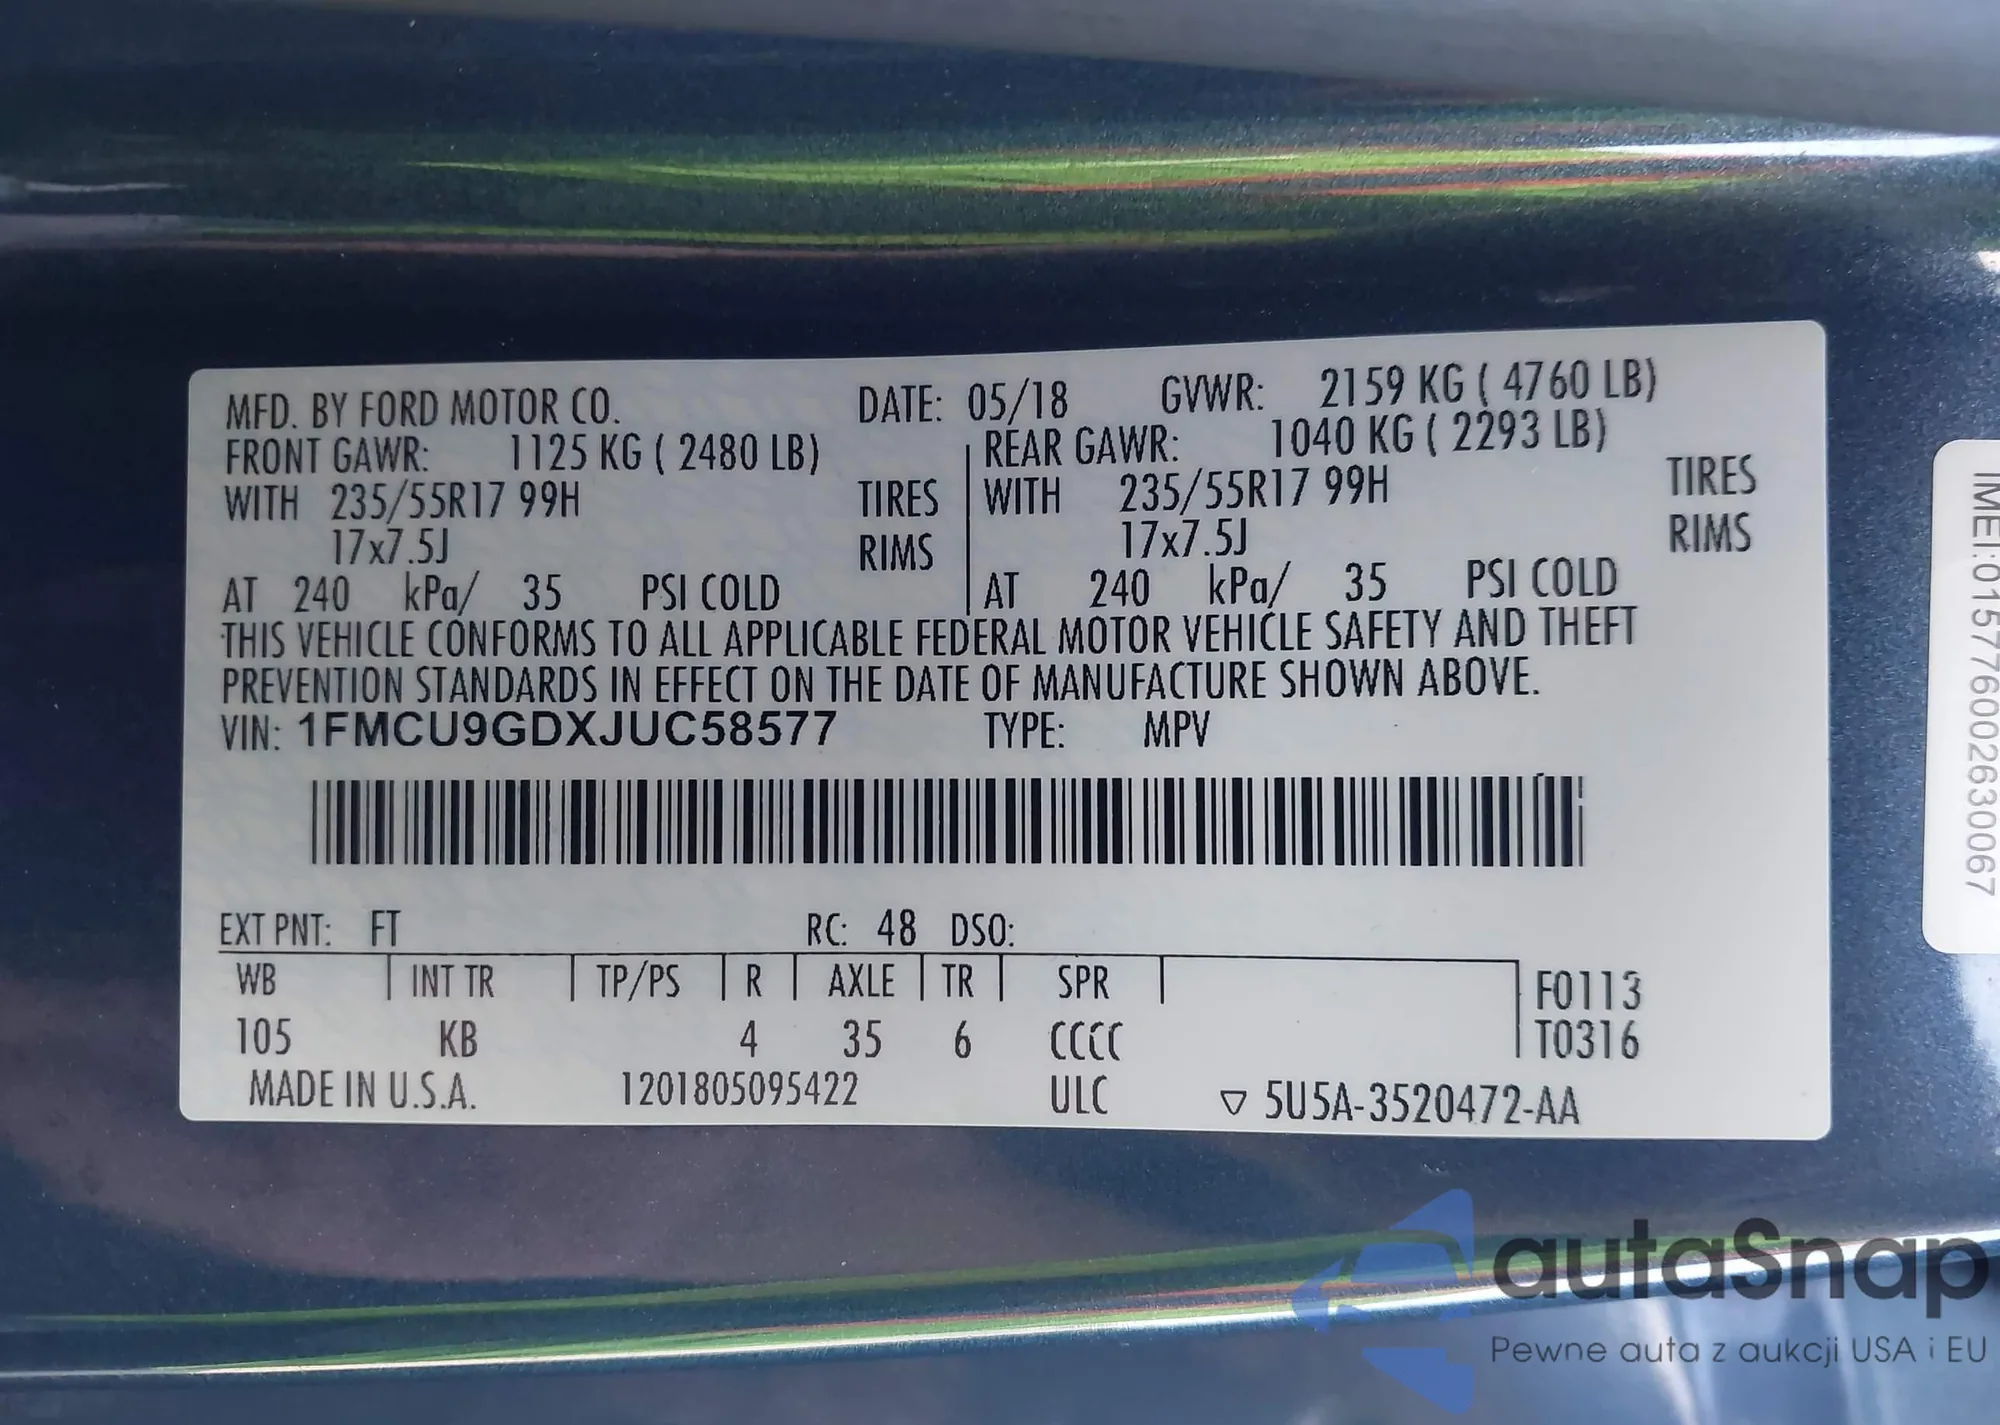 MFD. BY FORD MOTOR CO. DATE: 05/18 GVWR: 2159 KG ( 4760 LB)
FRONT GAWR: 1125 KG ( 2480 LB) REAR GAWR: 1040 KG ( 2293 LB)
WITH 235/55R17 99H TIRES WITH 235/55R17 99H TIRES
17x7.5J RIMS 17x7.5J RIMS
AT 240 kPa/ 35 PSI COLD AT 240 kPa/ 35 PSI COLD
THIS VEHICLE CONFORMS TO ALL APPLICABLE FEDERAL MOTOR VEHICLE SAFETY AND THEFT
PREVENTION STANDARDS IN EFFECT ON THE DATE OF MANUFACTURE SHOWN ABOVE.
VIN: 1FMCU9GDXJUC58577 TYPE: MPV
EXT PNT: FT RC: 48 DSO:
WB INT TR TP/PS R AXLE TR SPR F0113
105 KB 4 35 6 CCCC T0316
MADE IN U.S.A. 1201805095422 ULC ▽ 5U5A-3520472-AA
IMEI:015776002630067
autaSnap
Pewne auta z aukcji USA i EU